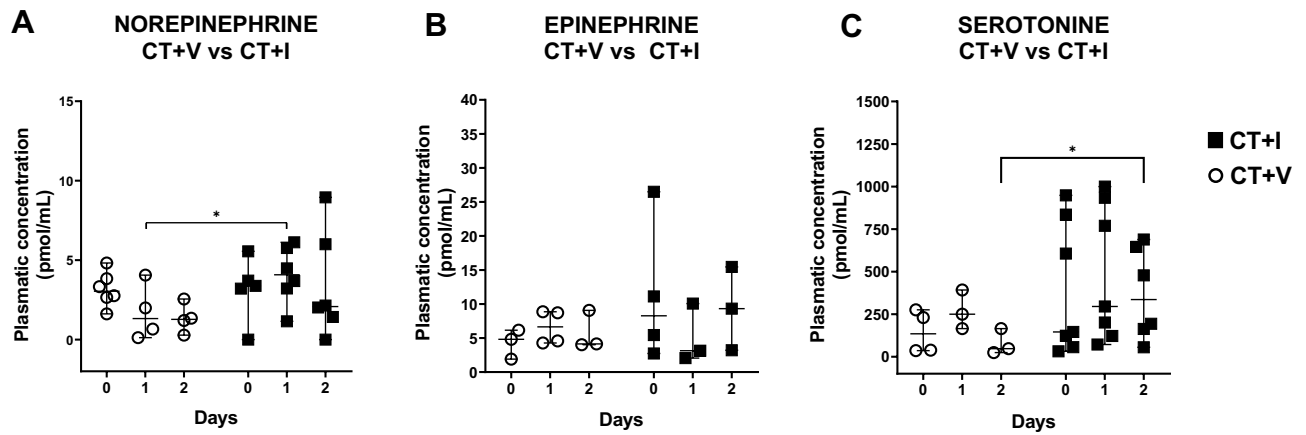 A
NOREPINEPHRINE
CT+V vs CT+I
Plasmatic concentration
(pmol/mL)
15
10
5
0
*
0 1 2 0 1 2
Days
B
EPINEPHRINE
CT+V vs CT+I
Plasmatic concentration
(pmol/mL)
40
35
30
25
20
15
10
5
0
0 1 2 0 1 2
Days
C
SEROTONINE
CT+V vs CT+I
Plasmatic concentration
(pmol/mL)
1500
1250
1000
750
500
250
0
*
0 1 2 0 1 2
Days
CT+I
CT+V